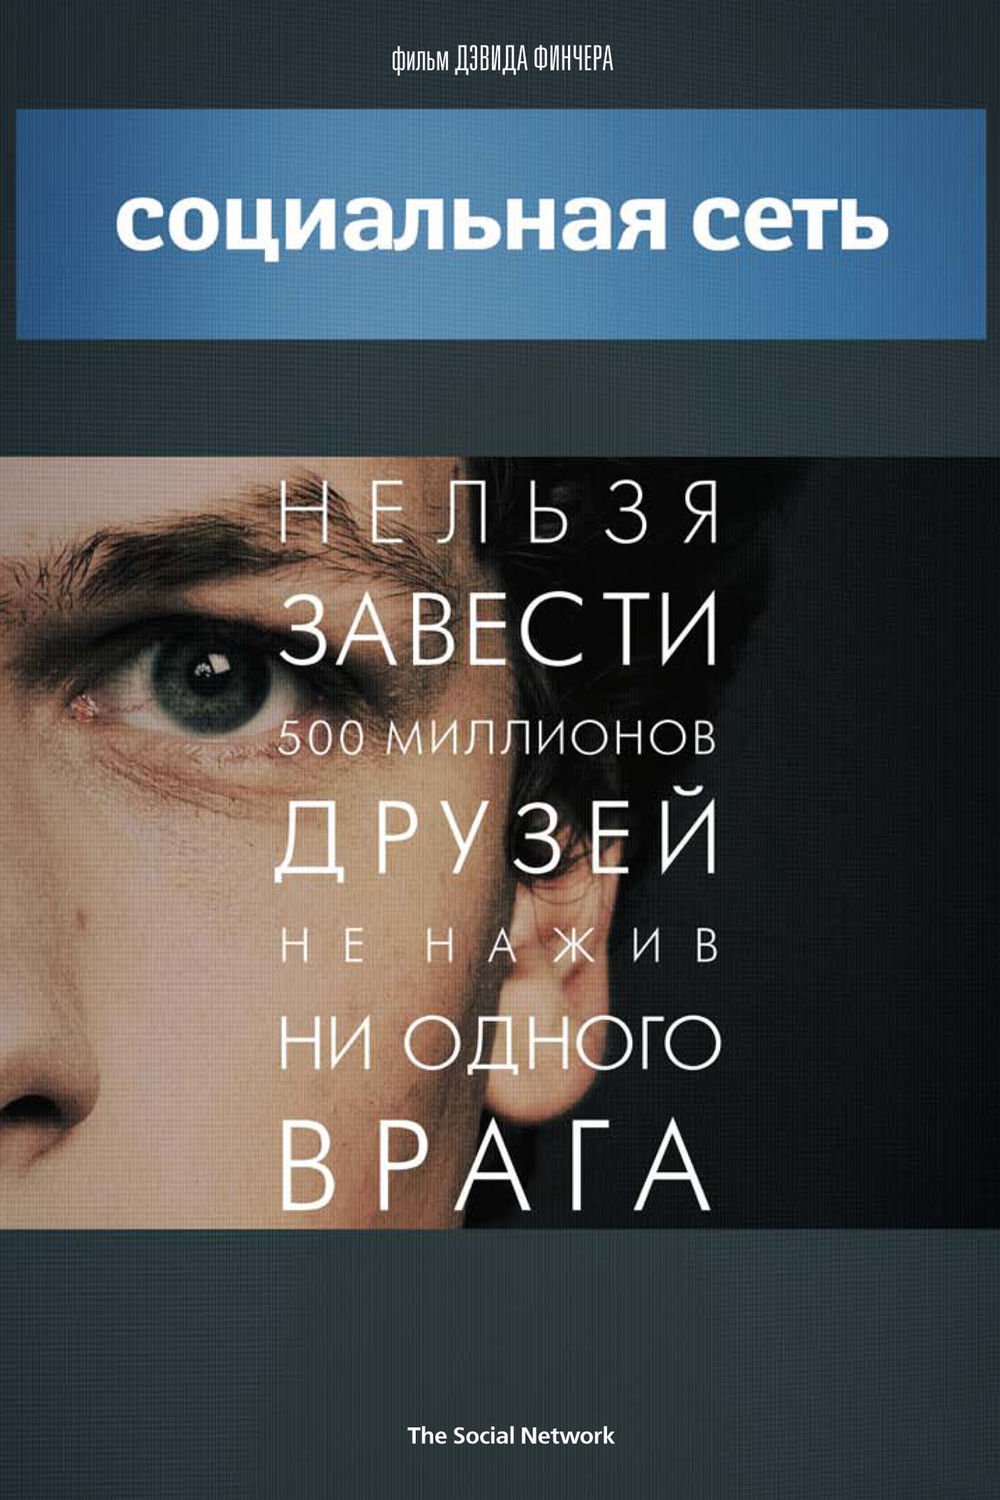 фильм ДЭВИДА ФИНЧЕРА
социальная сеть
НЕЛЬЗЯ
ЗАВЕСТИ
500 МИЛЛИОНОВ
ДРУЗЕЙ
НЕ НАЖИВ
НИ ОДНОГО
ВРАГА
The Social Network